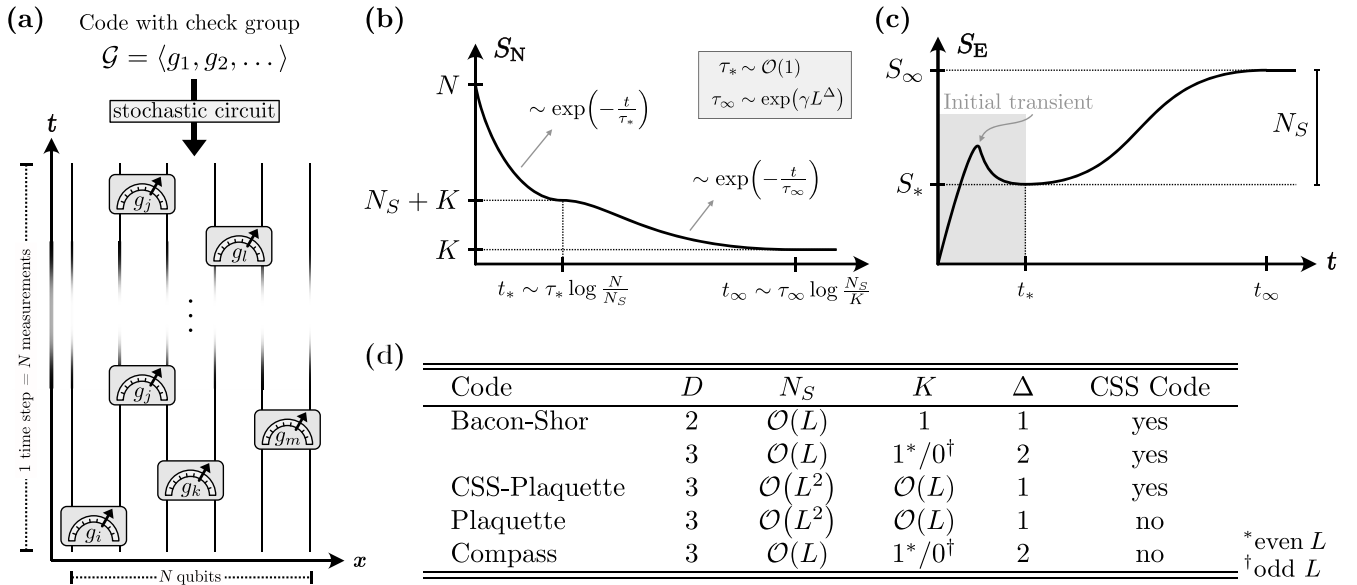 (a)
Code with check group
𝒢 = ⟨g₁, g₂, . . . ⟩
stochastic circuit
t
1 time step = N measurements
g_j
g_l
g_j
g_m
g_k
g_i
x
N qubits
(b)
S_N
N
N_S + K
K
∼ exp(−t/τ_*)
∼ exp(−t/τ_∞)
τ_* ∼ 𝒪(1)
τ_∞ ∼ exp(γL^Δ)
t_* ∼ τ_* log N/N_S
t_∞ ∼ τ_∞ log N_S/K
(c)
S_E
S_∞
S_*
Initial transient
N_S
t_*
t_∞
t
(d)
Code D N_S K Δ CSS Code
Bacon-Shor 2 𝒪(L) 1 1 yes
3 𝒪(L) 1*/0† 2 yes
CSS-Plaquette 3 𝒪(L²) 𝒪(L) 1 yes
Plaquette 3 𝒪(L²) 𝒪(L) 1 no
Compass 3 𝒪(L) 1*/0† 2 no
*even L
†odd L